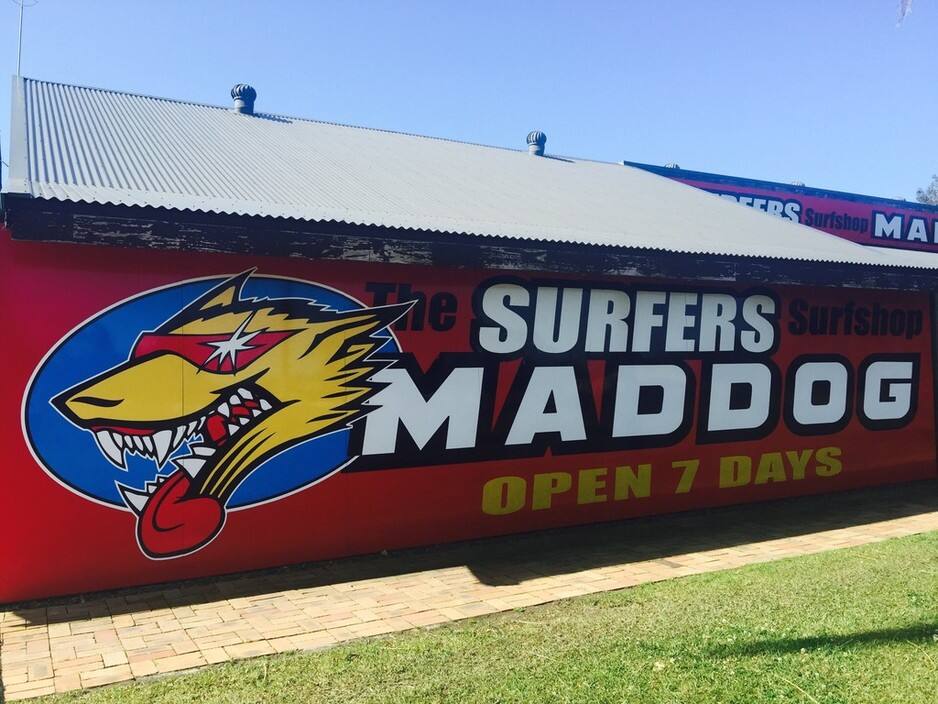 The SURFERS Surfshop
MADDOG
OPEN 7 DAYS
Surfshop